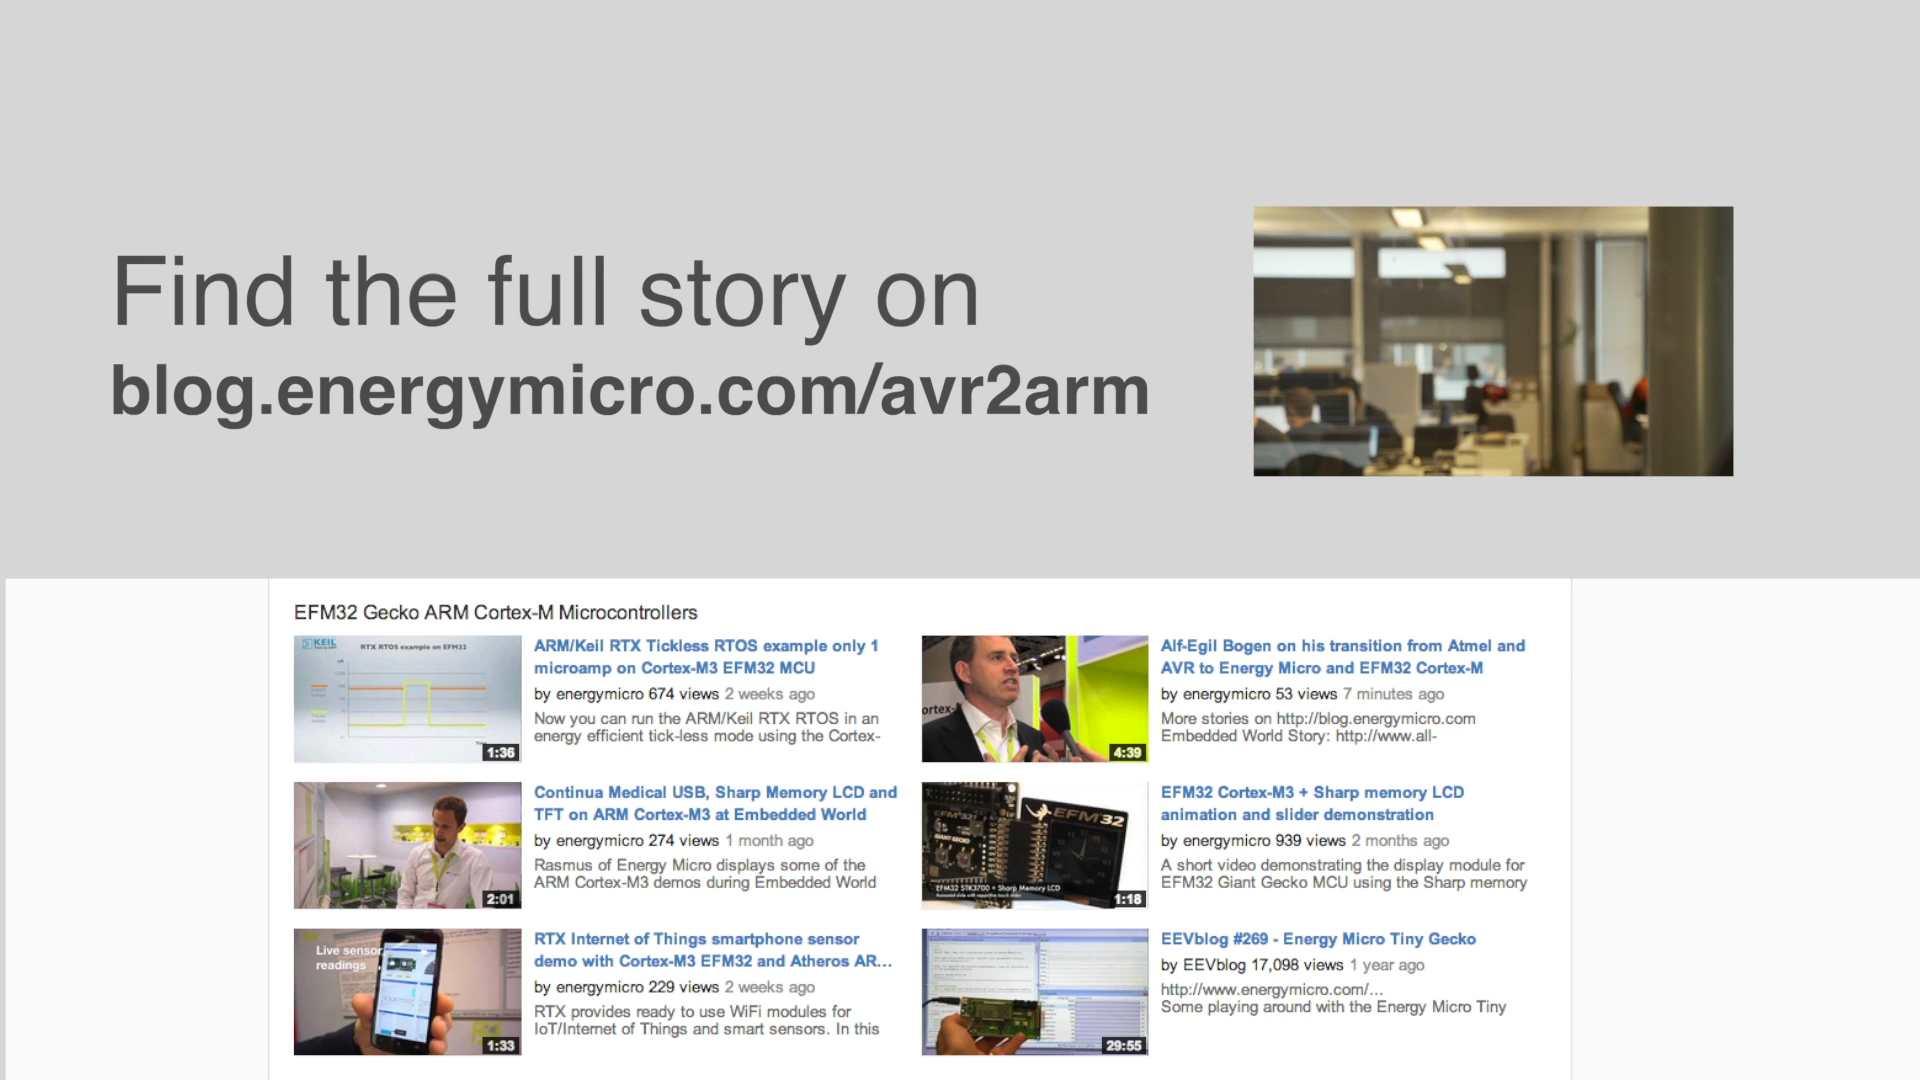 Find the full story on
blog.energymicro.com/avr2arm
EFM32 Gecko ARM Cortex-M Microcontrollers
KEIL
RTX RTOS example on EFM32
1:36
ARM/Keil RTX Tickless RTOS example only 1
microamp on Cortex-M3 EFM32 MCU
by energymicro 674 views 2 weeks ago
Now you can run the ARM/Keil RTX RTOS in an
energy efficient tick-less mode using the Cortex-
ortex-
4:39
Alf-Egil Bogen on his transition from Atmel and
AVR to Energy Micro and EFM32 Cortex-M
by energymicro 53 views 7 minutes ago
More stories on http://blog.energymicro.com
Embedded World Story: http://www.all-
2:01
Continua Medical USB, Sharp Memory LCD and
TFT on ARM Cortex-M3 at Embedded World
by energymicro 274 views 1 month ago
Rasmus of Energy Micro displays some of the
ARM Cortex-M3 demos during Embedded World
EFM32
EFM32
GIANT GECKO
EFM32 STK3700 + Sharp Memory LCD
1:18
EFM32 Cortex-M3 + Sharp memory LCD
animation and slider demonstration
by energymicro 939 views 2 months ago
A short video demonstrating the display module for
EFM32 Giant Gecko MCU using the Sharp memory
Live sensor
readings
1:33
RTX Internet of Things smartphone sensor
demo with Cortex-M3 EFM32 and Atheros AR...
by energymicro 229 views 2 weeks ago
RTX provides ready to use WiFi modules for
IoT/Internet of Things and smart sensors. In this
29:55
EEVblog #269 - Energy Micro Tiny Gecko
by EEVblog 17,098 views 1 year ago
http://www.energymicro.com/...
Some playing around with the Energy Micro Tiny